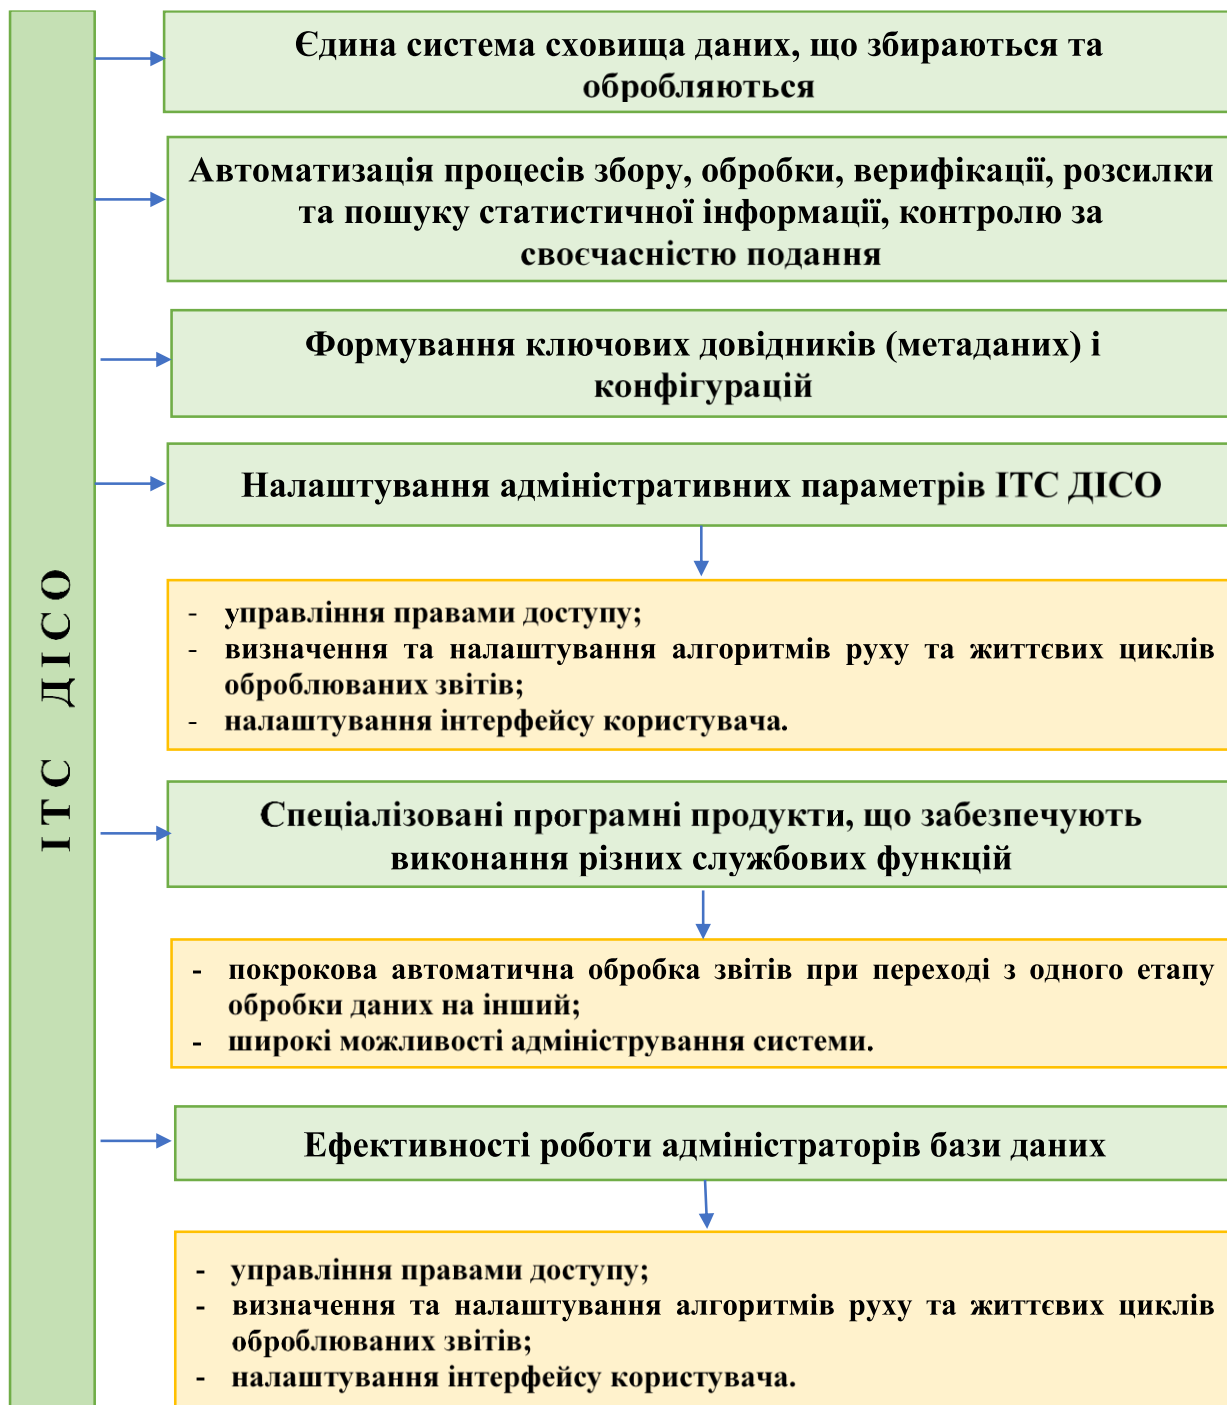 ІТС ДІСО
Єдина система сховища даних, що збираються та
обробляються
Автоматизація процесів збору, обробки, верифікації, розсилки
та пошуку статистичної інформації, контролю за
своєчасністю подання
Формування ключових довідників (метаданих) і
конфігурацій
Налаштування адміністративних параметрів ІТС ДІСО
- управління правами доступу;
- визначення та налаштування алгоритмів руху та життєвих циклів
оброблюваних звітів;
- налаштування інтерфейсу користувача.
Спеціалізовані програмні продукти, що забезпечують
виконання різних службових функцій
- покрокова автоматична обробка звітів при переході з одного етапу
обробки даних на інший;
- широкі можливості адміністрування системи.
Ефективності роботи адміністраторів бази даних
- управління правами доступу;
- визначення та налаштування алгоритмів руху та життєвих циклів
оброблюваних звітів;
- налаштування інтерфейсу користувача.